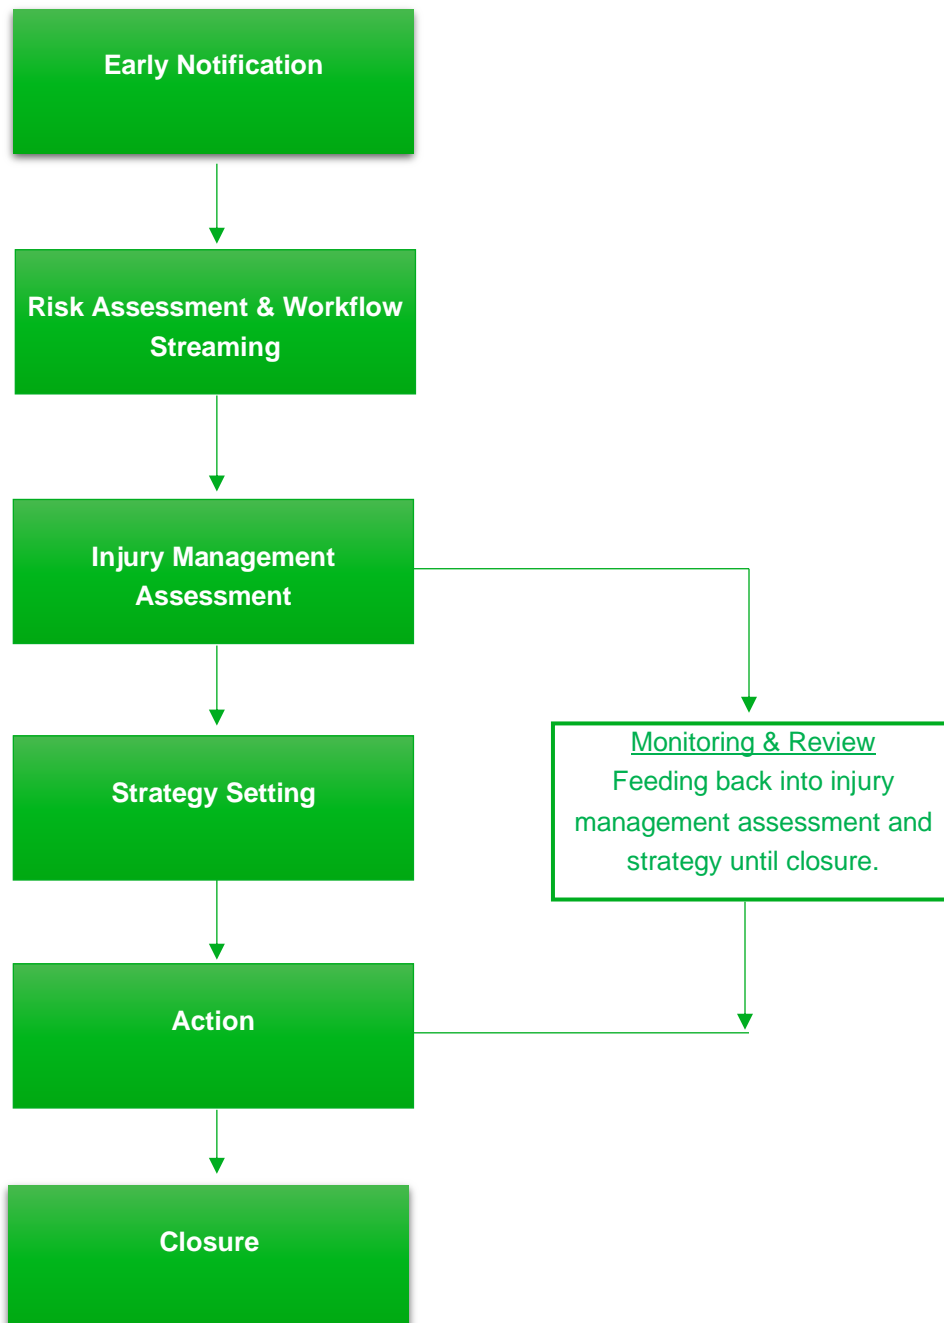 Early Notification
Risk Assessment & Workflow
Streaming
Injury Management
Assessment
Strategy Setting
Monitoring & Review
Feeding back into injury
management assessment and
strategy until closure.
Action
Closure